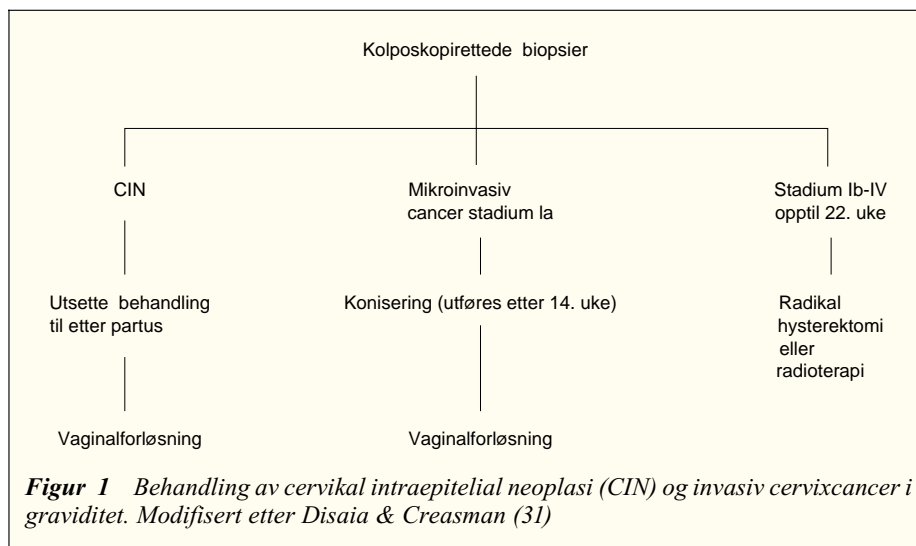 Kolposkopirettede biopsier
CIN
Mikroinvasiv
cancer stadium Ia
Stadium Ib-IV
opptil 22. uke
Utsette behandling
til etter partus
Konisering (utføres etter 14. uke)
Radikal
hysterektomi
eller
radioterapi
Vaginalforløsning
Vaginalforløsning
Figur 1 Behandling av cervikal intraepitelial neoplasi (CIN) og invasiv cervixcancer i
graviditet. Modifisert etter Disaia & Creasman (31)